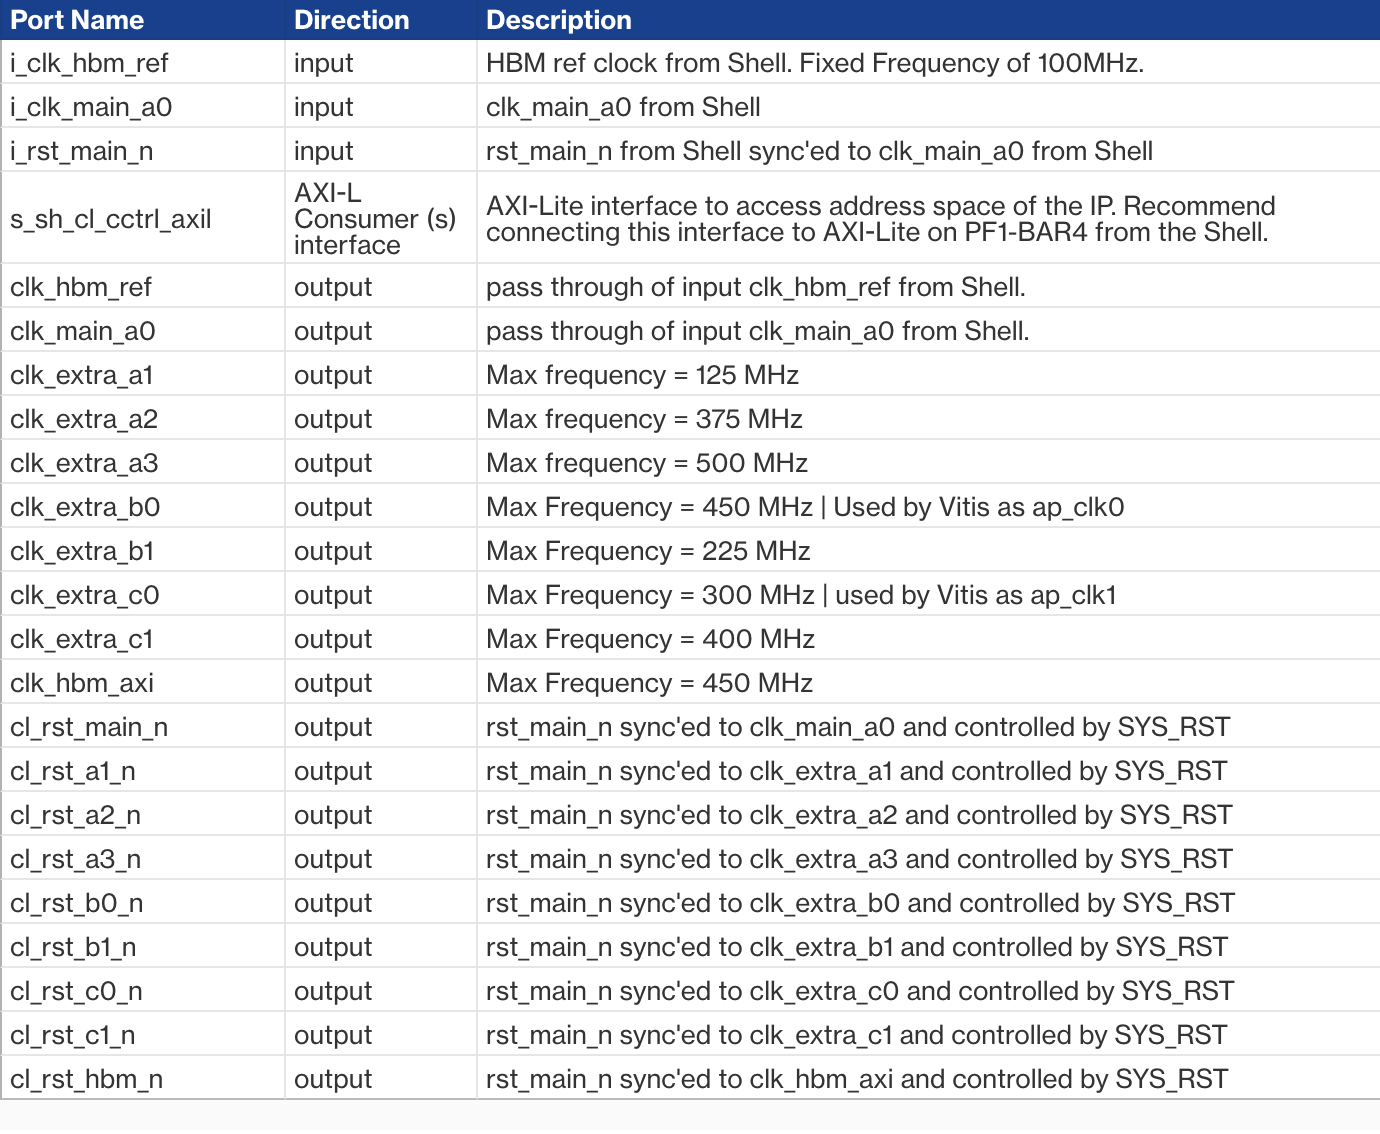 Port Name Direction Description
i_clk_hbm_ref input HBM ref clock from Shell. Fixed Frequency of 100MHz.
i_clk_main_a0 input clk_main_a0 from Shell
i_rst_main_n input rst_main_n from Shell sync'ed to clk_main_a0 from Shell
s_sh_cl_cctrl_axil
AXI-L
Consumer (s)
interface
AXI-Lite interface to access address space of the IP. Recommend
connecting this interface to AXI-Lite on PF1-BAR4 from the Shell.
clk_hbm_ref output pass through of input clk_hbm_ref from Shell.
clk_main_a0 output pass through of input clk_main_a0 from Shell.
clk_extra_a1 output Max frequency = 125 MHz
clk_extra_a2 output Max frequency = 375 MHz
clk_extra_a3 output Max frequency = 500 MHz
clk_extra_b0 output Max Frequency = 450 MHz | Used by Vitis as ap_clk0
clk_extra_b1 output Max Frequency = 225 MHz
clk_extra_c0 output Max Frequency = 300 MHz | used by Vitis as ap_clk1
clk_extra_c1 output Max Frequency = 400 MHz
clk_hbm_axi output Max Frequency = 450 MHz
cl_rst_main_n output rst_main_n sync'ed to clk_main_a0 and controlled by SYS_RST
cl_rst_a1_n output rst_main_n sync'ed to clk_extra_a1 and controlled by SYS_RST
cl_rst_a2_n output rst_main_n sync'ed to clk_extra_a2 and controlled by SYS_RST
cl_rst_a3_n output rst_main_n sync'ed to clk_extra_a3 and controlled by SYS_RST
cl_rst_b0_n output rst_main_n sync'ed to clk_extra_b0 and controlled by SYS_RST
cl_rst_b1_n output rst_main_n sync'ed to clk_extra_b1 and controlled by SYS_RST
cl_rst_c0_n output rst_main_n sync'ed to clk_extra_c0 and controlled by SYS_RST
cl_rst_c1_n output rst_main_n sync'ed to clk_extra_c1 and controlled by SYS_RST
cl_rst_hbm_n output rst_main_n sync'ed to clk_hbm_axi and controlled by SYS_RST